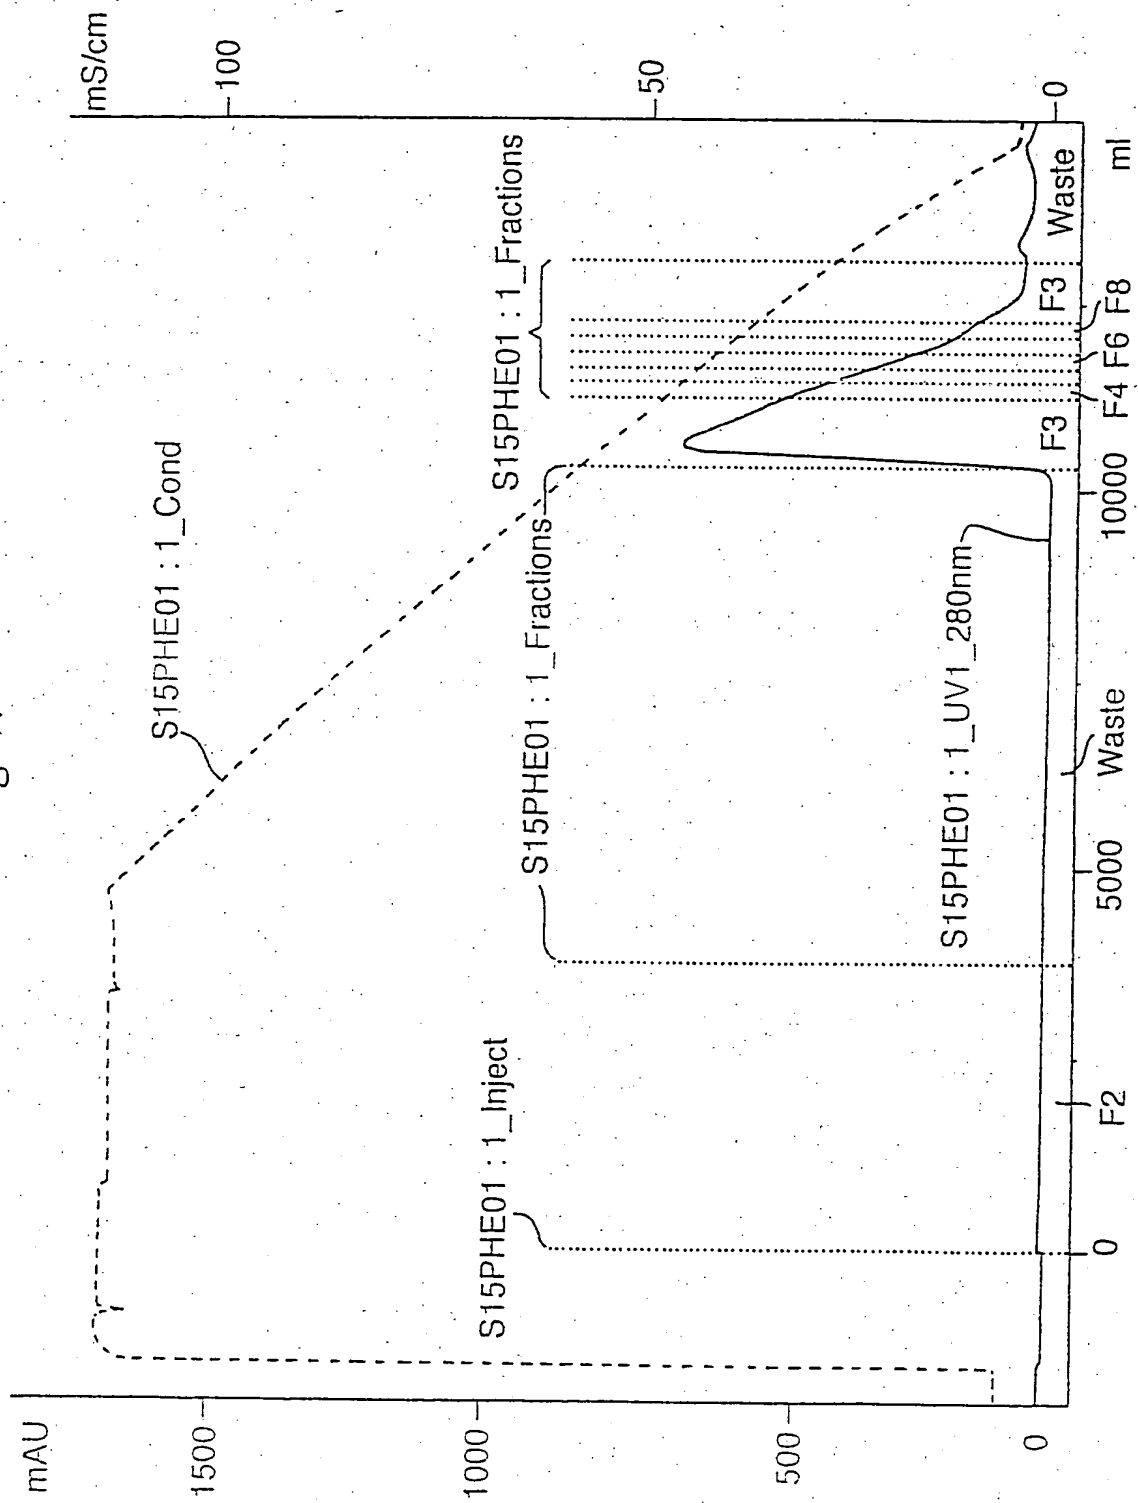 mAU
1500
1000
500
0
mS/cm
100
50
0
S15PHE01 : 1_Cond
S15PHE01 : 1_Inject
S15PHE01 : 1_Fractions
S15PHE01 : 1_Fractions
S15PHE01 : 1_UV1_280nm
F3
F3
Waste
0
F2
5000
Waste
10000
F4
F6
F8
ml